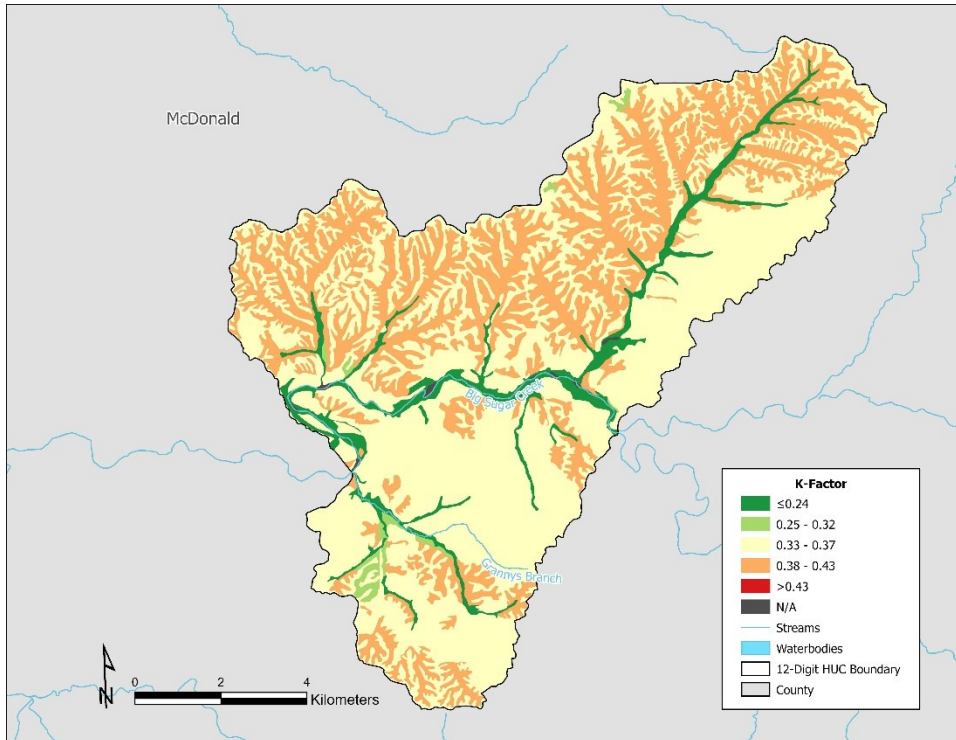 McDonald
Big Sugar Creek
Grannys Branch
N
0 2 4
Kilometers
K-Factor
≤0.24
0.25 - 0.32
0.33 - 0.37
0.38 - 0.43
>0.43
N/A
Streams
Waterbodies
12-Digit HUC Boundary
County